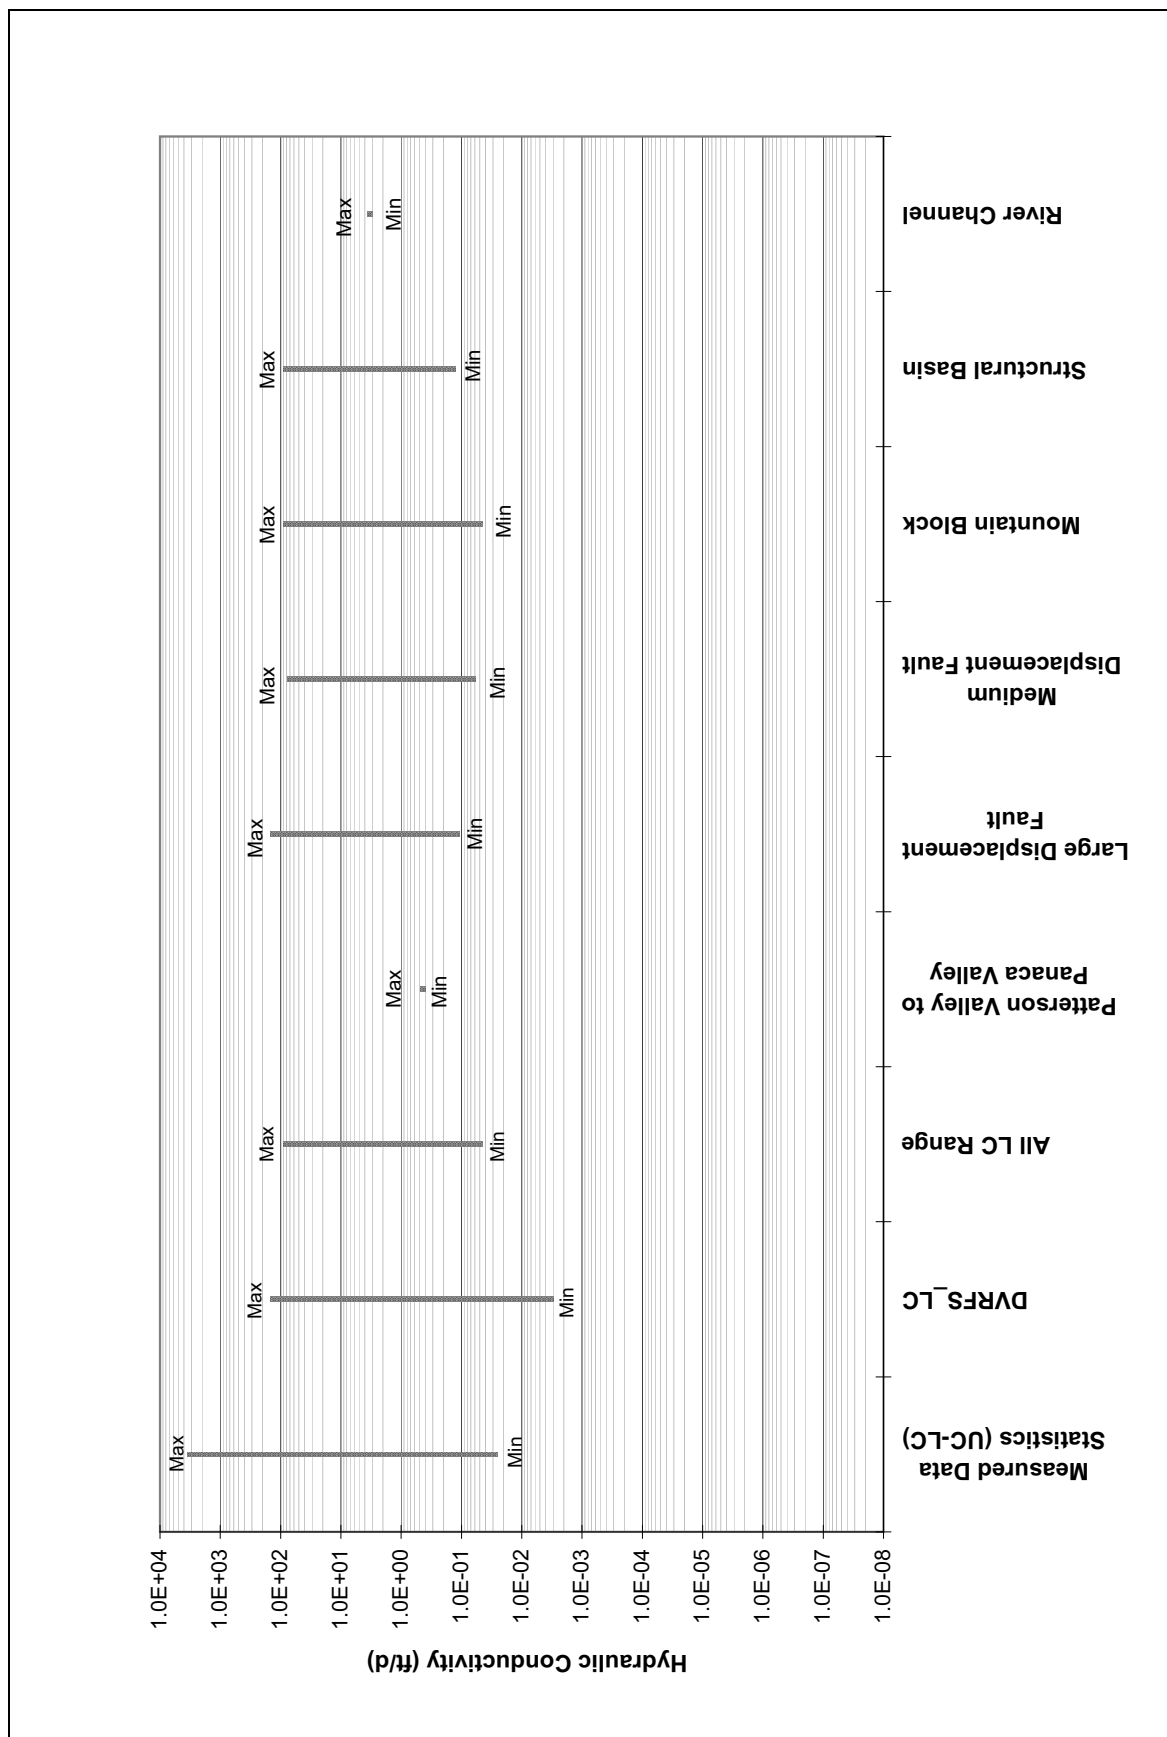 Hydraulic Conductivity (ft/d)
1.0E+04
1.0E+03
1.0E+02
1.0E+01
1.0E+00
1.0E-01
1.0E-02
1.0E-03
1.0E-04
1.0E-05
1.0E-06
1.0E-07
1.0E-08
Max
Min
Max
Min
Max
Min
Max
Min
Max
Min
Max
Min
Max
Min
Max
Min
Max
Min
Measured Data
Statistics (UC-LC)
DVRFS_LC
All LC Range
Patterson Valley to
Panaca Valley
Large Displacement
Fault
Medium
Displacement Fault
Mountain Block
Structural Basin
River Channel